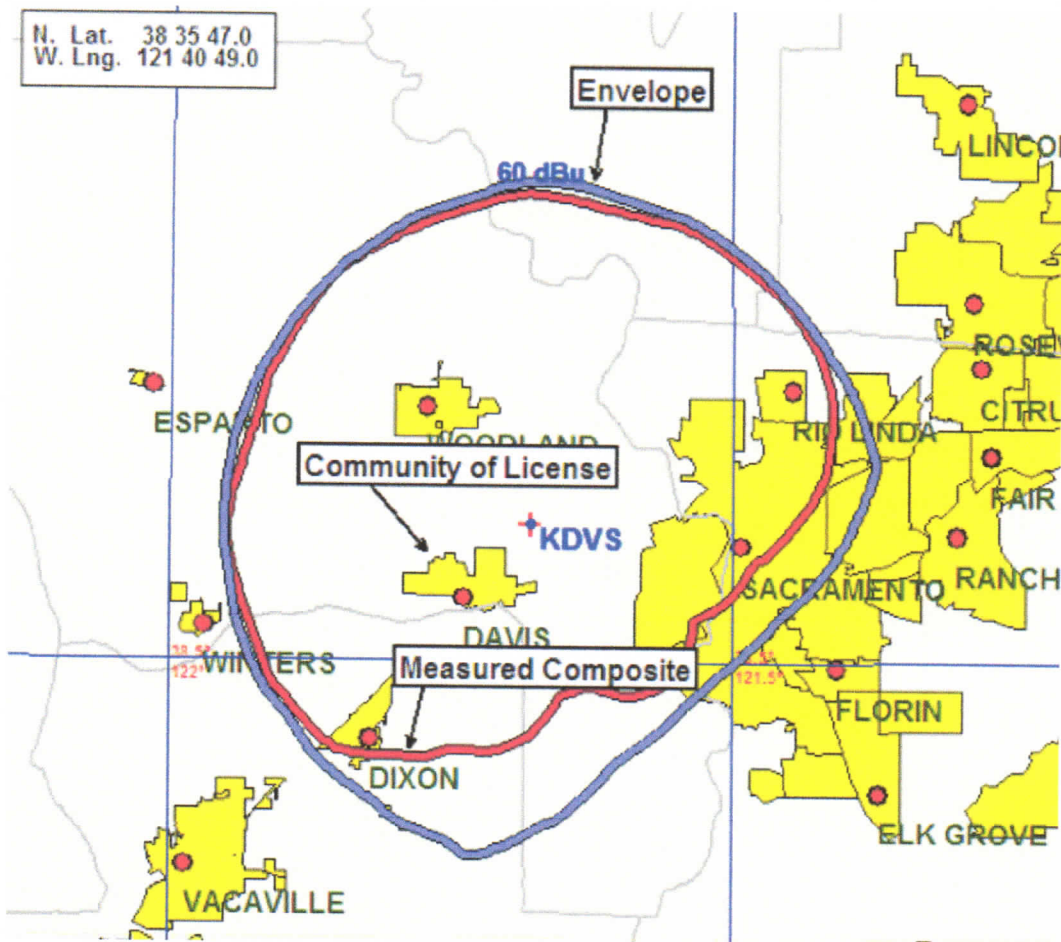 N. Lat. 38 35 47.0
W. Lng. 121 40 49.0
Envelope
60 dBu
LINCOL
ROSEV
ESPARTO
CITRU
WOODLAND
RIO LINDA
Community of License
FAIR
KDVS
SACRAMENTO
RANCH
DAVIS
WINTERS
38.5°
122°
Measured Composite
121.5°
FLORIN
DIXON
ELK GROVE
VACAVILLE